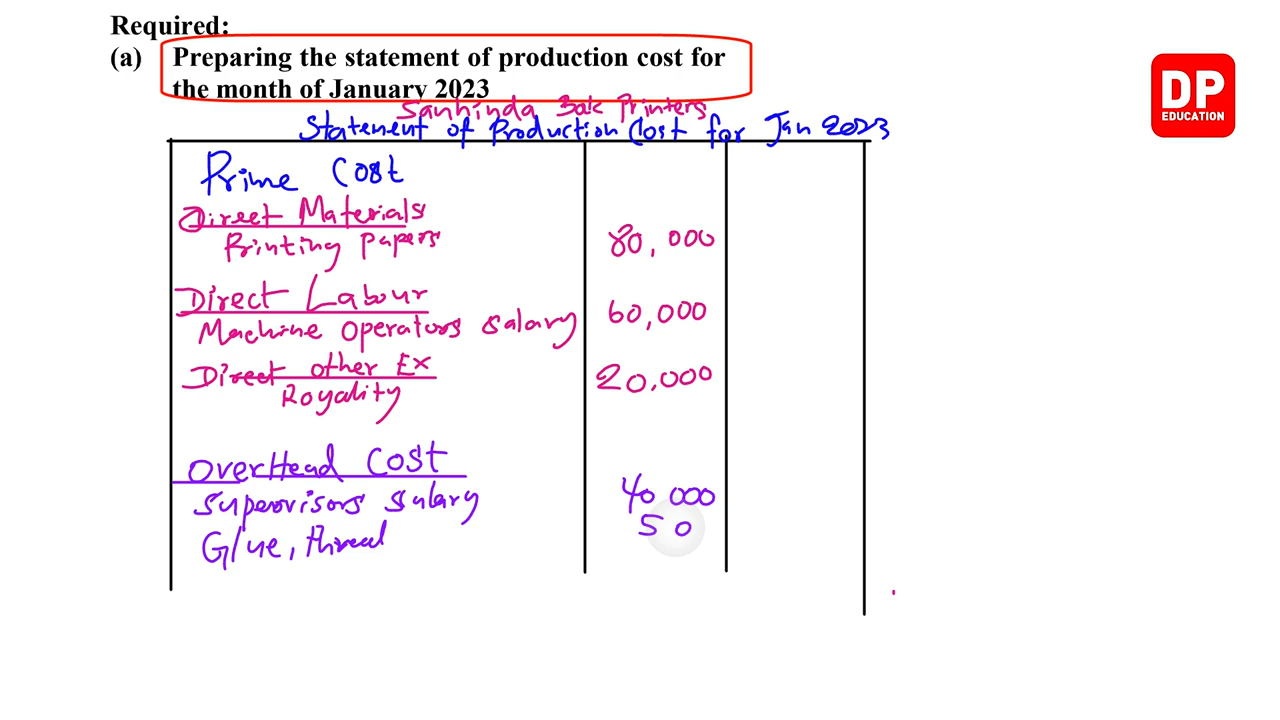 Required:
(a) Preparing the statement of production cost for
the month of January 2023
DP
EDUCATION
Sanhinda Bok Printers
Statement of Production Cost for Jan 2023
Prime Cost
Direct Materials
Printing Papers 80,000
Direct Labour
Machine Operators salary 60,000
Direct other Ex 20,000
Royality
OverHead Cost
Supervisors salary 40 000
Glue, thread 50